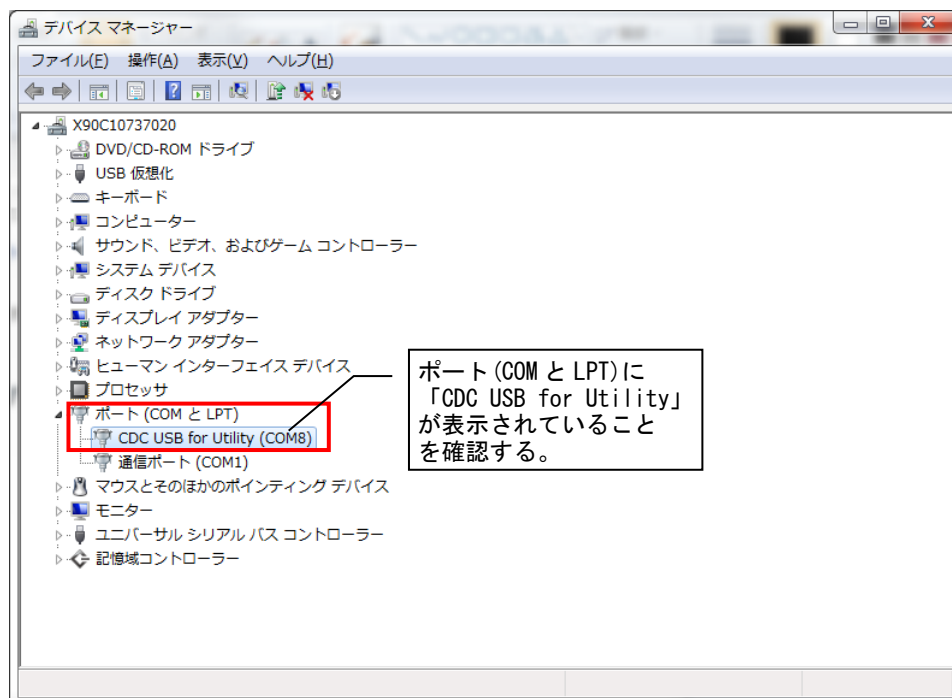 デバイス マネージャー
ファイル(F) 操作(A) 表示(V) ヘルプ(H)
X90C10737020
DVD/CD-ROM ドライブ
USB 仮想化
キーボード
コンピューター
サウンド、ビデオ、およびゲーム コントローラー
システム デバイス
ディスク ドライブ
ディスプレイ アダプター
ネットワーク アダプター
ヒューマン インターフェイス デバイス
プロセッサ
ポート (COM と LPT)
CDC USB for Utility (COM8)
通信ポート (COM1)
マウスとそのほかのポインティング デバイス
モニター
ユニバーサル シリアル バス コントローラー
記憶域コントローラー
ポート(COM と LPT)に
「CDC USB for Utility」
が表示されていること
を確認する。